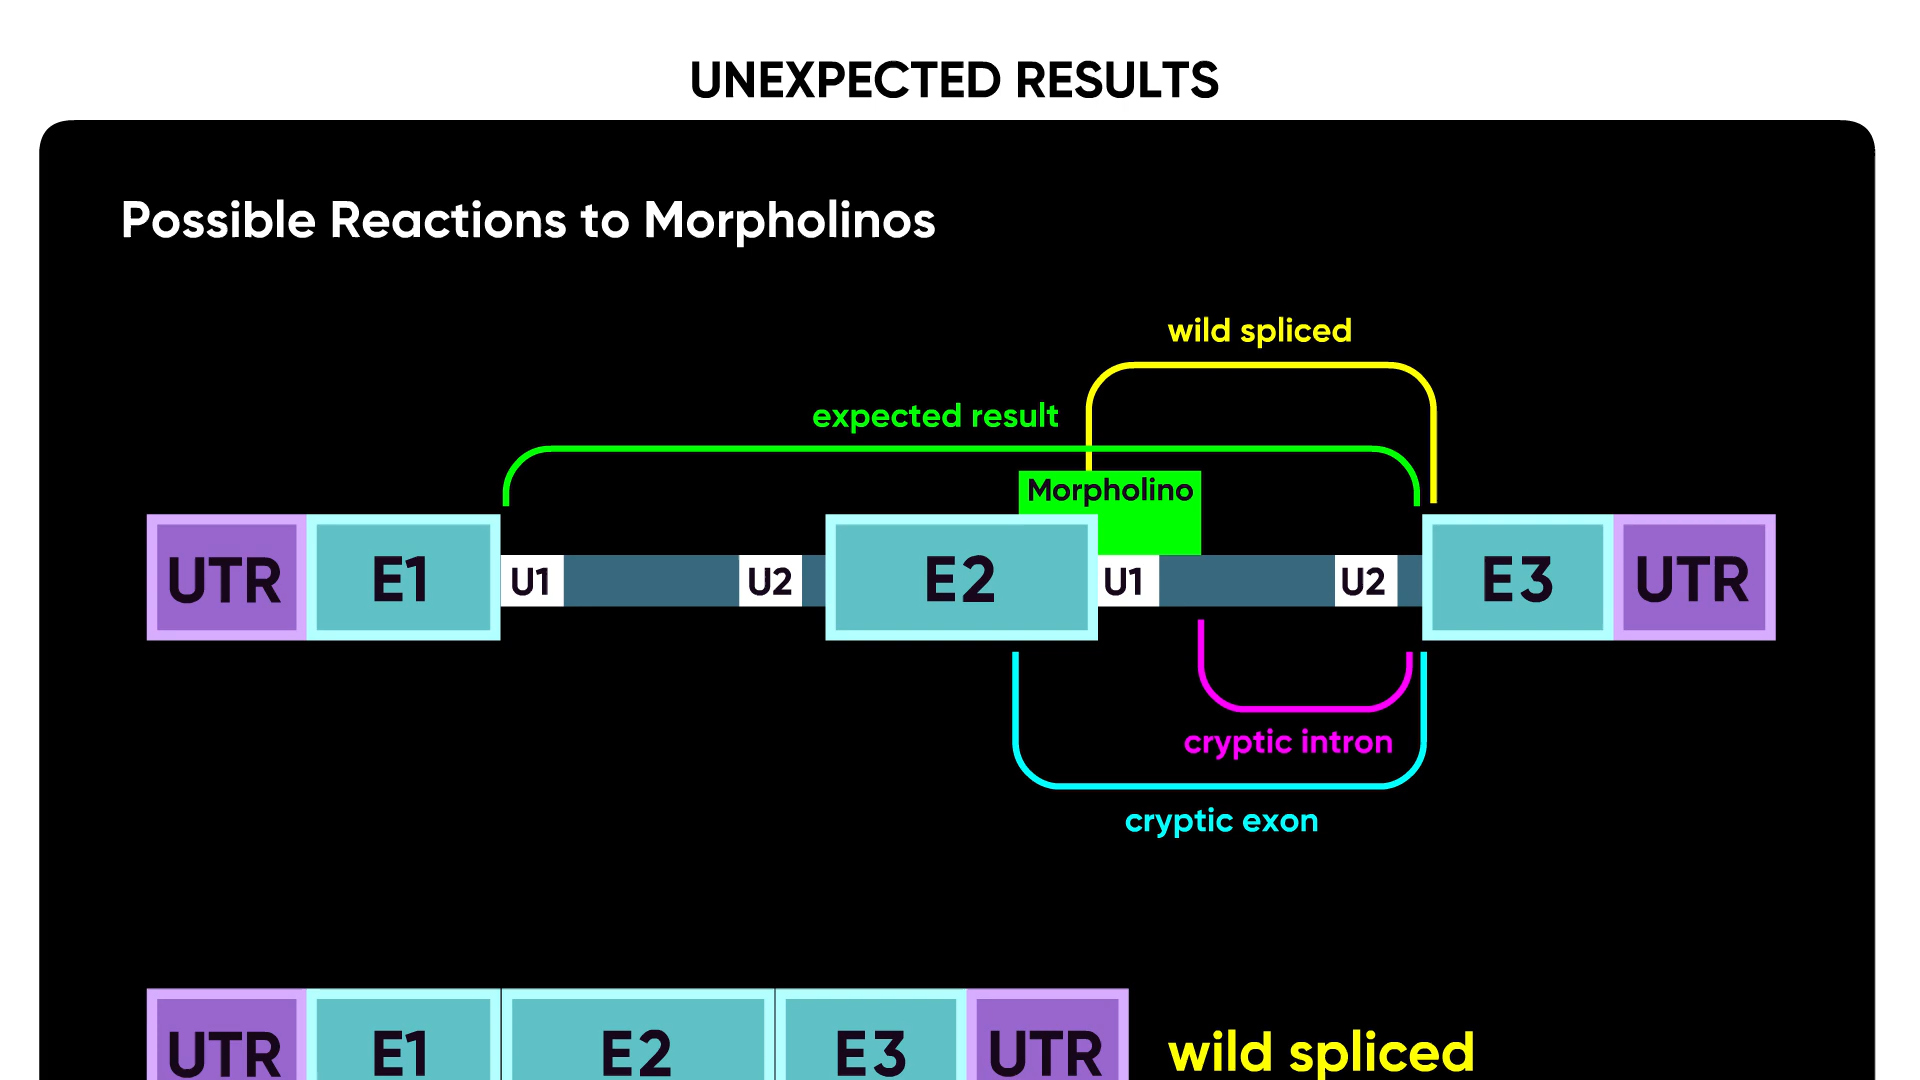 UNEXPECTED RESULTS
Possible Reactions to Morpholinos
wild spliced
expected result
Morpholino
UTR E1 U1 U2 E2 U1 U2 E3 UTR
cryptic intron
cryptic exon
UTR E1 E2 E3 UTR wild spliced